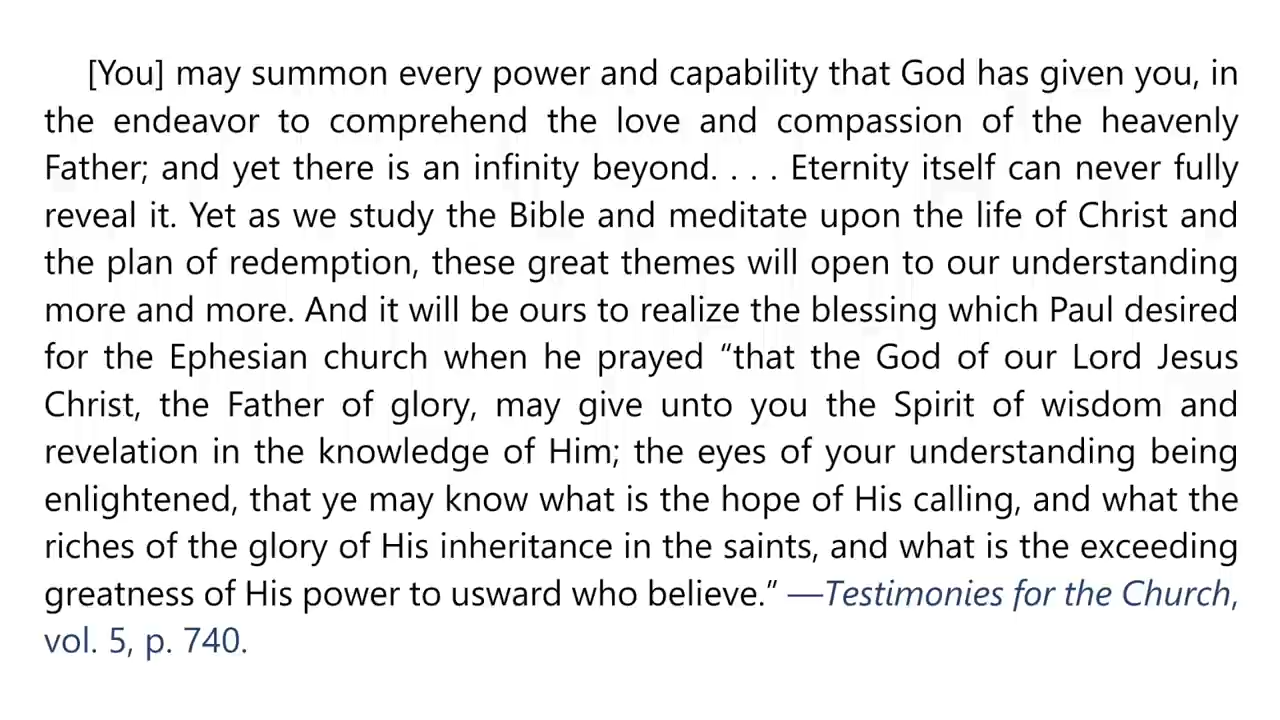 [You] may summon every power and capability that God has given you, in
the endeavor to comprehend the love and compassion of the heavenly
Father; and yet there is an infinity beyond. . . . Eternity itself can never fully
reveal it. Yet as we study the Bible and meditate upon the life of Christ and
the plan of redemption, these great themes will open to our understanding
more and more. And it will be ours to realize the blessing which Paul desired
for the Ephesian church when he prayed “that the God of our Lord Jesus
Christ, the Father of glory, may give unto you the Spirit of wisdom and
revelation in the knowledge of Him; the eyes of your understanding being
enlightened, that ye may know what is the hope of His calling, and what the
riches of the glory of His inheritance in the saints, and what is the exceeding
greatness of His power to usward who believe.” —Testimonies for the Church,
vol. 5, p. 740.